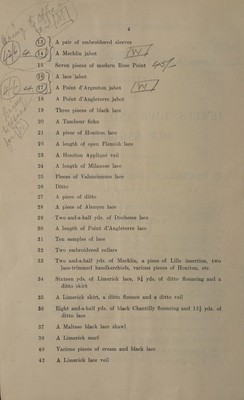 4
13 A pair of embroidered sleeves
14 A Mechlin jabot
15 Seven pieces of modern Rose Point 45/-
16 A lace jabot
17 A Point d'Argentan jabot
18 A Point d'Angleterre jabot
19 Three pieces of black lace
20 A Tambour fichu
21 A piece of Honiton lace
22 A length of open Flemish lace
23 A Honiton Appliqué veil
24 A length of Milanese lace
25 Pieces of Valenciennes lace
26 Ditto
27 A piece of ditto
28 A piece of Alençon lace
29 Two-and-a-half yds. of Duchesse lace
30 A length of Point d'Angleterre lace
31 Ten samples of lace
32 Two embroidered collars
33 Two and-a-half yds. of Mechlin, a piece of Lille insertion, two
lace-trimmed handkerchiefs, various pieces of Honiton, etc.
34 Sixteen yds. of Limerick lace, 9¼ yds. of ditto flouncing and a
ditto skirt
35 A Limerick skirt, a ditto flounce and a ditto veil
36 Eight and-a-half yds. of black Chantilly flouncing and 11½ yds. of
ditto lace
37 A Maltese black lace shawl
38 A Limerick scarf
40 Various pieces of cream and black lace
42 A Limerick lace veil